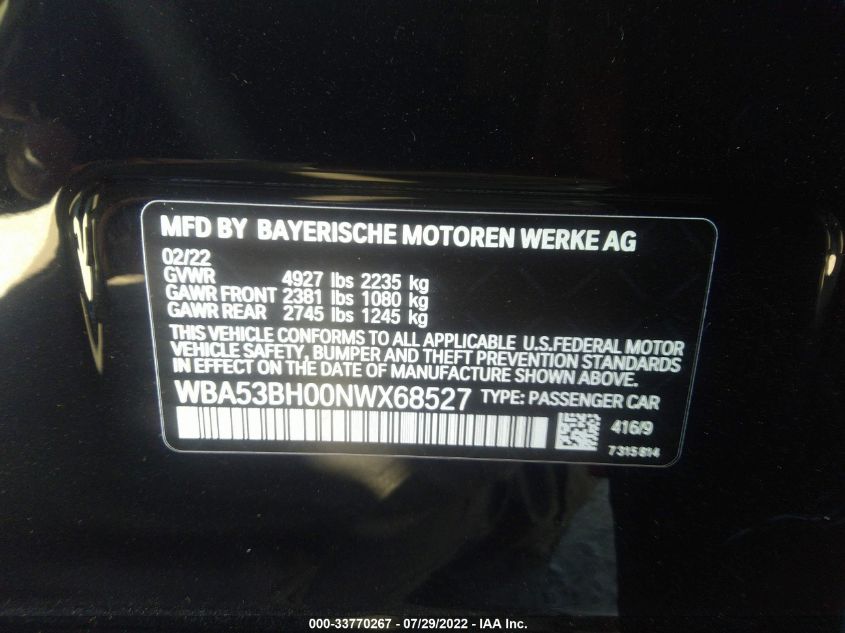 MFD BY BAYERISCHE MOTOREN WERKE AG
02/22
GVWR 4927 lbs 2235 kg
GAWR FRONT 2381 lbs 1080 kg
GAWR REAR 2745 lbs 1245 kg
THIS VEHICLE CONFORMS TO ALL APPLICABLE U.S.FEDERAL MOTOR
VEHICLE SAFETY, BUMPER AND THEFT PREVENTION STANDARDS
IN EFFECT ON THE DATE OF MANUFACTURE SHOWN ABOVE.
WBA53BH00NWX68527 TYPE: PASSENGER CAR
416/9
7315814
000-33770267 - 07/29/2022 - IAA Inc.